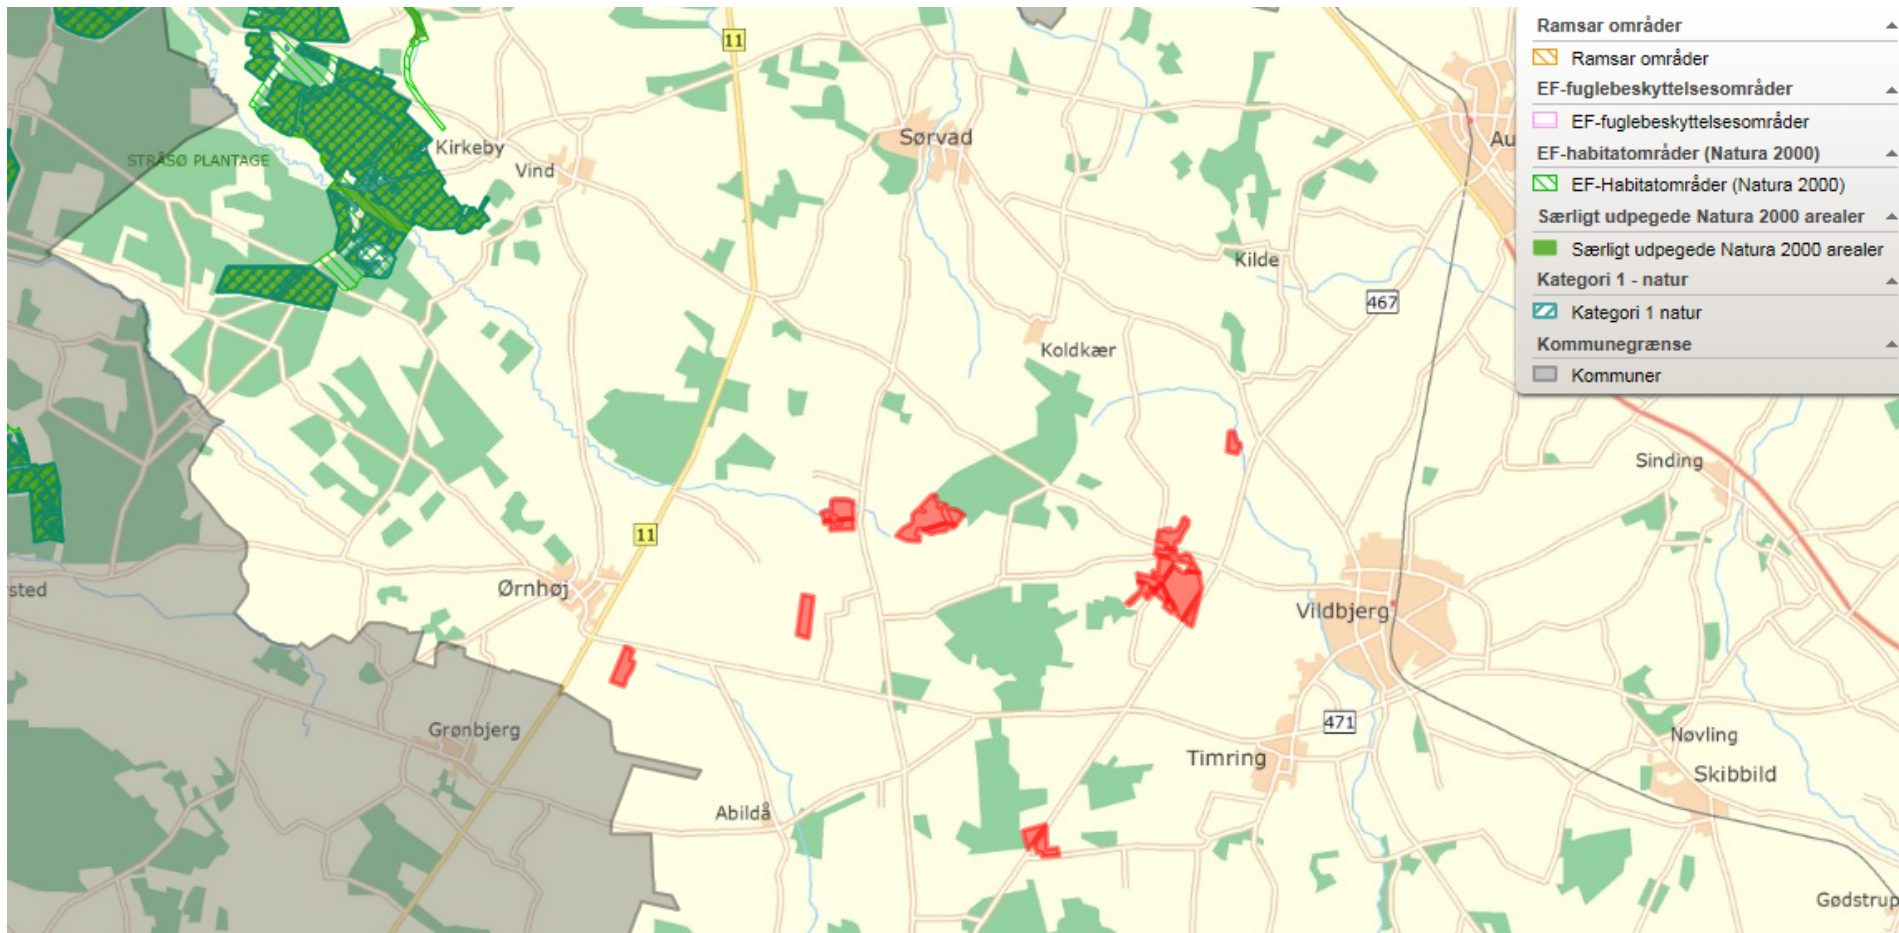 Ramsar områder
Ramsar områder
EF-fuglebeskyttelsesområder
EF-fuglebeskyttelsesområder
EF-habitatområder (Natura 2000)
EF-Habitatområder (Natura 2000)
Særligt udpegede Natura 2000 arealer
Særligt udpegede Natura 2000 arealer
Kategori 1 - natur
Kategori 1 natur
Kommunegrænse
Kommuner
11
Sørvad
Au
Kirkeby
STRÅSØ PLANTAGE
Vind
Kilde
467
Koldkær
Sinding
11
Ørnhøj
sted
Vildbjerg
Grønbjerg
471
Nøvling
Timring
Skibbild
Abildå
Gødstrup